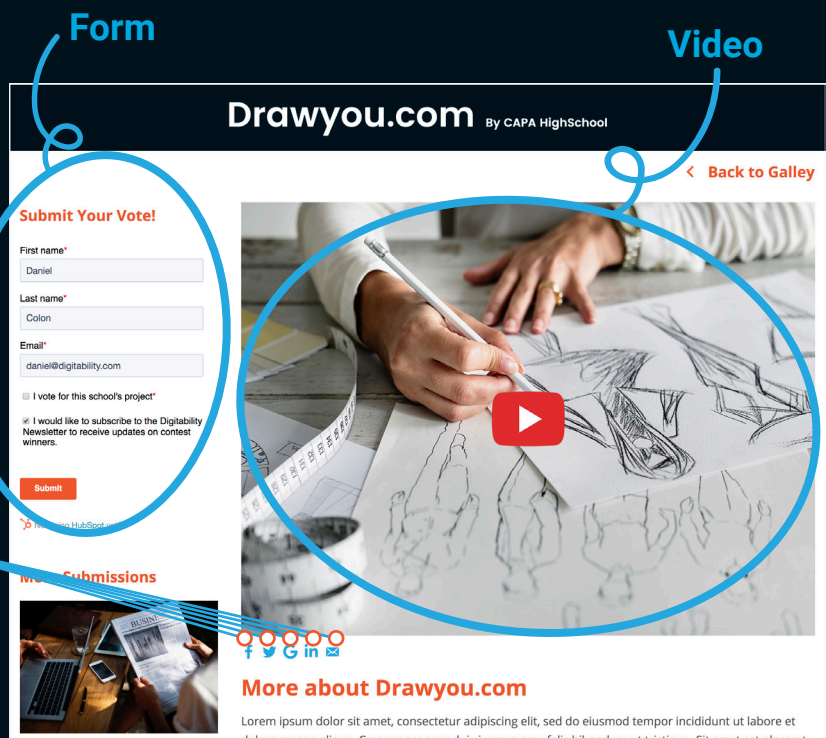 Form
Video
Drawyou.com By CAPA HighSchool
Back to Galley
Submit Your Vote!
First name*
Daniel
Last name*
Colon
Email*
daniel@digitability.com
I vote for this school's project*
I would like to subscribe to the Digitability
Newsletter to receive updates on contest
winners.
Submit
HubSpot
More Submissions
BUSINESS
More about Drawyou.com
Lorem ipsum dolor sit amet, consectetur adipiscing elit, sed do eiusmod tempor incididunt ut labore et